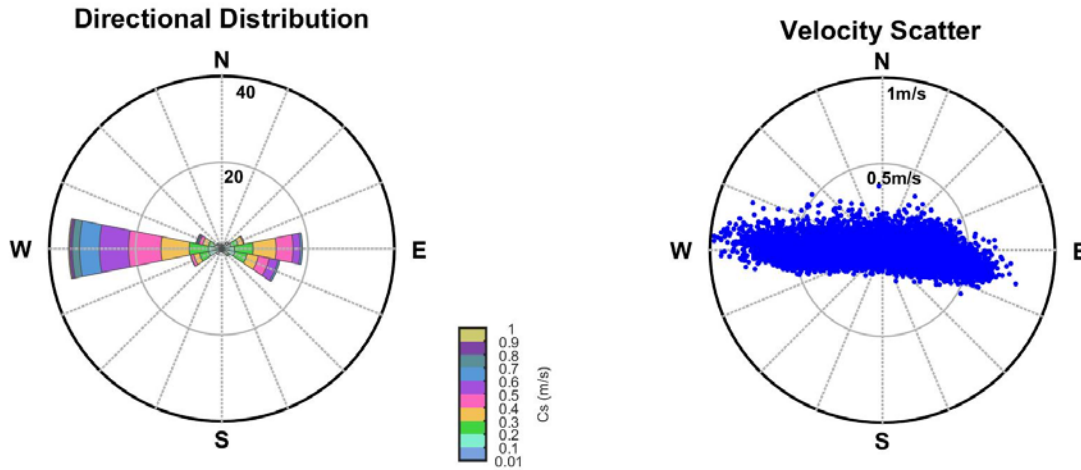 Directional Distribution
N
40
20
W
E
S
1
0.9
0.8
0.7
0.6
0.5
0.4
0.3
0.2
0.1
0.01
Cs (m/s)
Velocity Scatter
N
1m/s
0.5m/s
W
E
S